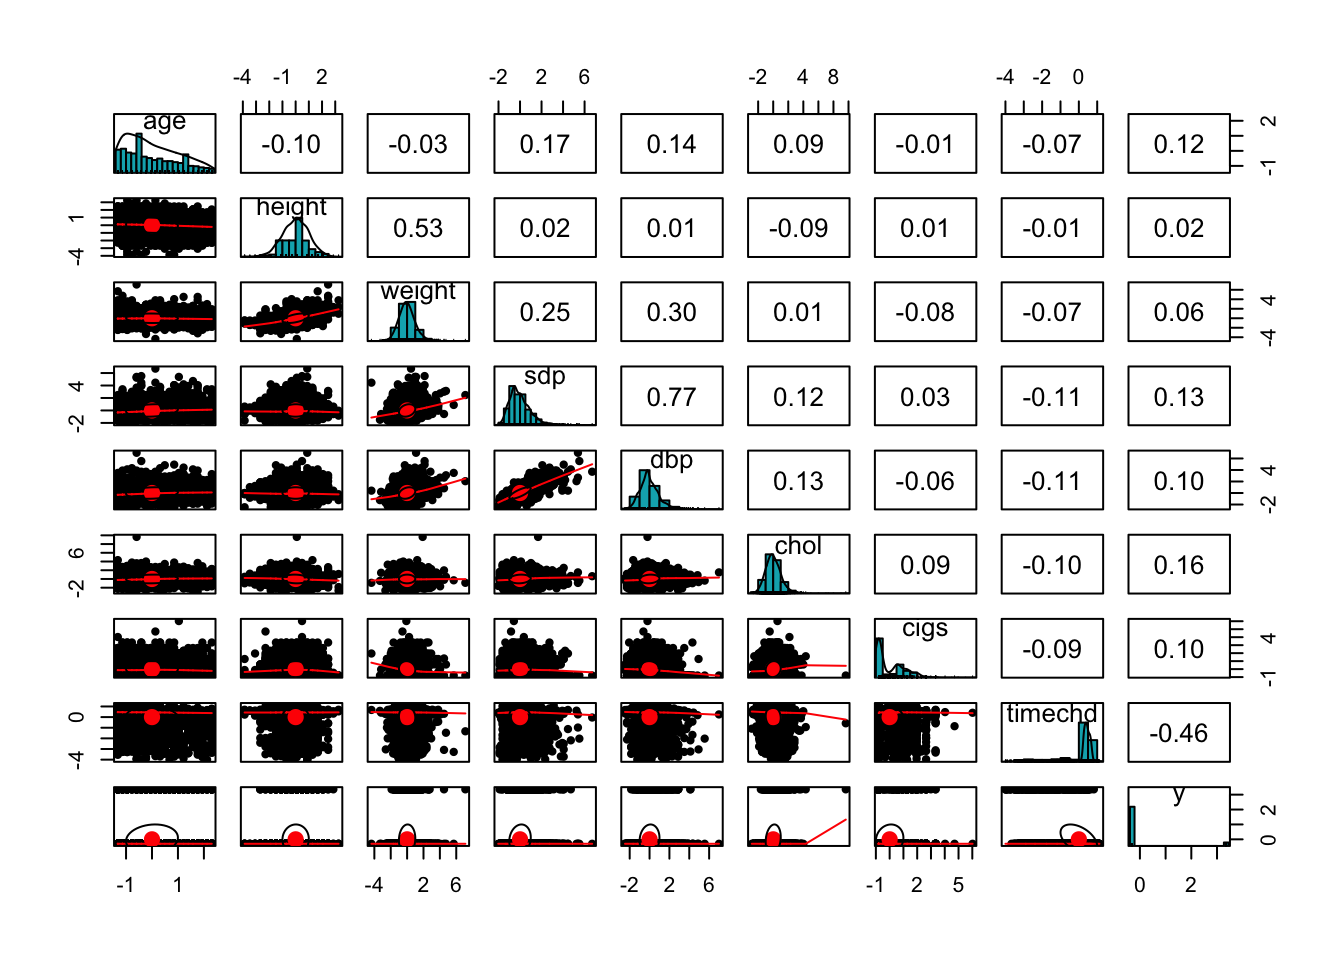 -4 -1 2 -2 2 6 -2 4 8 -4 -2 0
age -0.10 -0.03 0.17 0.14 0.09 -0.01 -0.07 0.12 -1 2
-4 1 height 0.53 0.02 0.01 -0.09 0.01 -0.01 0.02
weight 0.25 0.30 0.01 -0.08 -0.07 0.06 -4 4
-2 4 sdp 0.77 0.12 0.03 -0.11 0.13
dbp 0.13 -0.06 -0.11 0.10 -2 4
-2 6 chol 0.09 -0.10 0.16
cigs -0.09 0.10 -1 4
-4 0 timechd -0.46
y 0 2
-1 1 -4 2 6 -2 2 6 -1 2 5 0 2